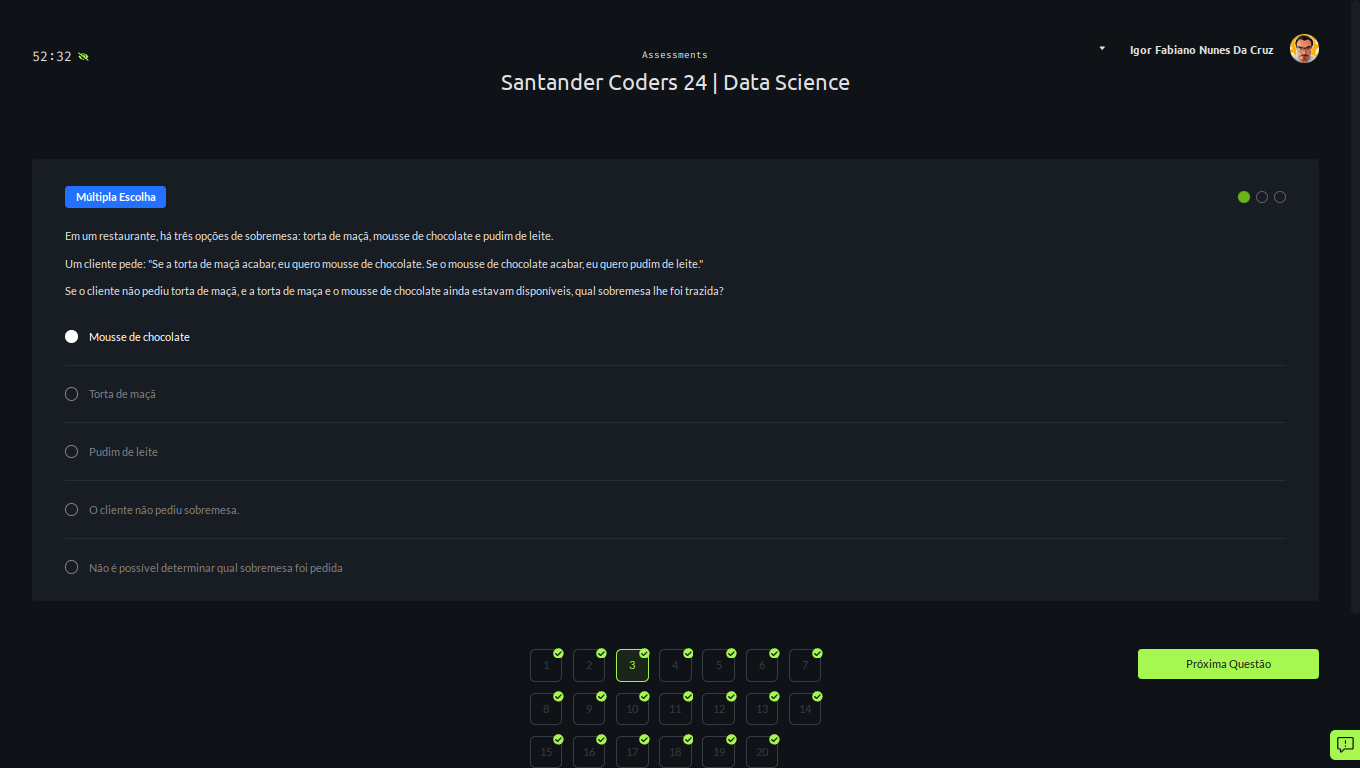 52:32
Assessments
Igor Fabiano Nunes Da Cruz
Santander Coders 24 | Data Science
Múltipla Escolha
Em um restaurante, há três opções de sobremesa: torta de maçã, mousse de chocolate e pudim de leite.
Um cliente pede: "Se a torta de maçã acabar, eu quero mousse de chocolate. Se o mousse de chocolate acabar, eu quero pudim de leite."
Se o cliente não pediu torta de maçã, e a torta de maça e o mousse de chocolate ainda estavam disponíveis, qual sobremesa lhe foi trazida?
Mousse de chocolate
Torta de maçã
Pudim de leite
O cliente não pediu sobremesa.
Não é possível determinar qual sobremesa foi pedida
1 2 3 4 5 6 7
Próxima Questão
8 9 10 11 12 13 14
15 16 17 18 19 20